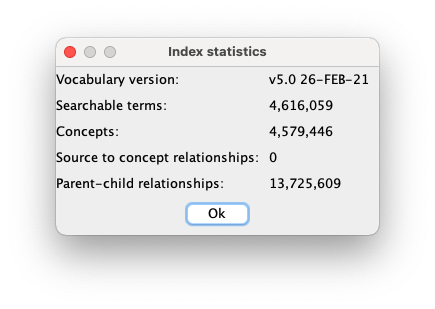 Index statistics
Vocabulary version: v5.0 26-FEB-21
Searchable terms: 4,616,059
Concepts: 4,579,446
Source to concept relationships: 0
Parent-child relationships: 13,725,609
Ok